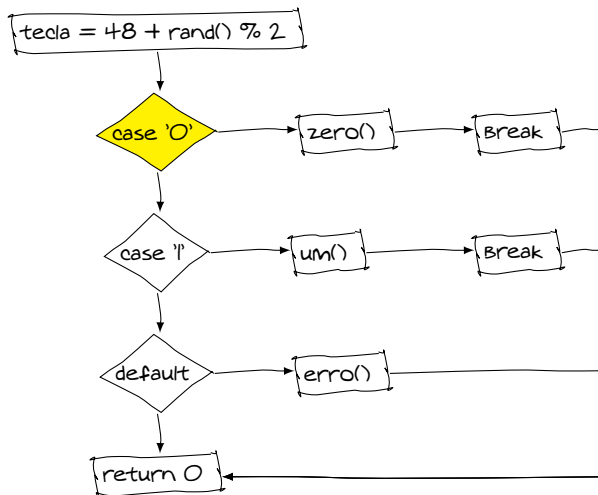 tecla = 48 + rand() % 2
case '0'
zero()
Break
case '1'
um()
Break
default
erro()
return 0